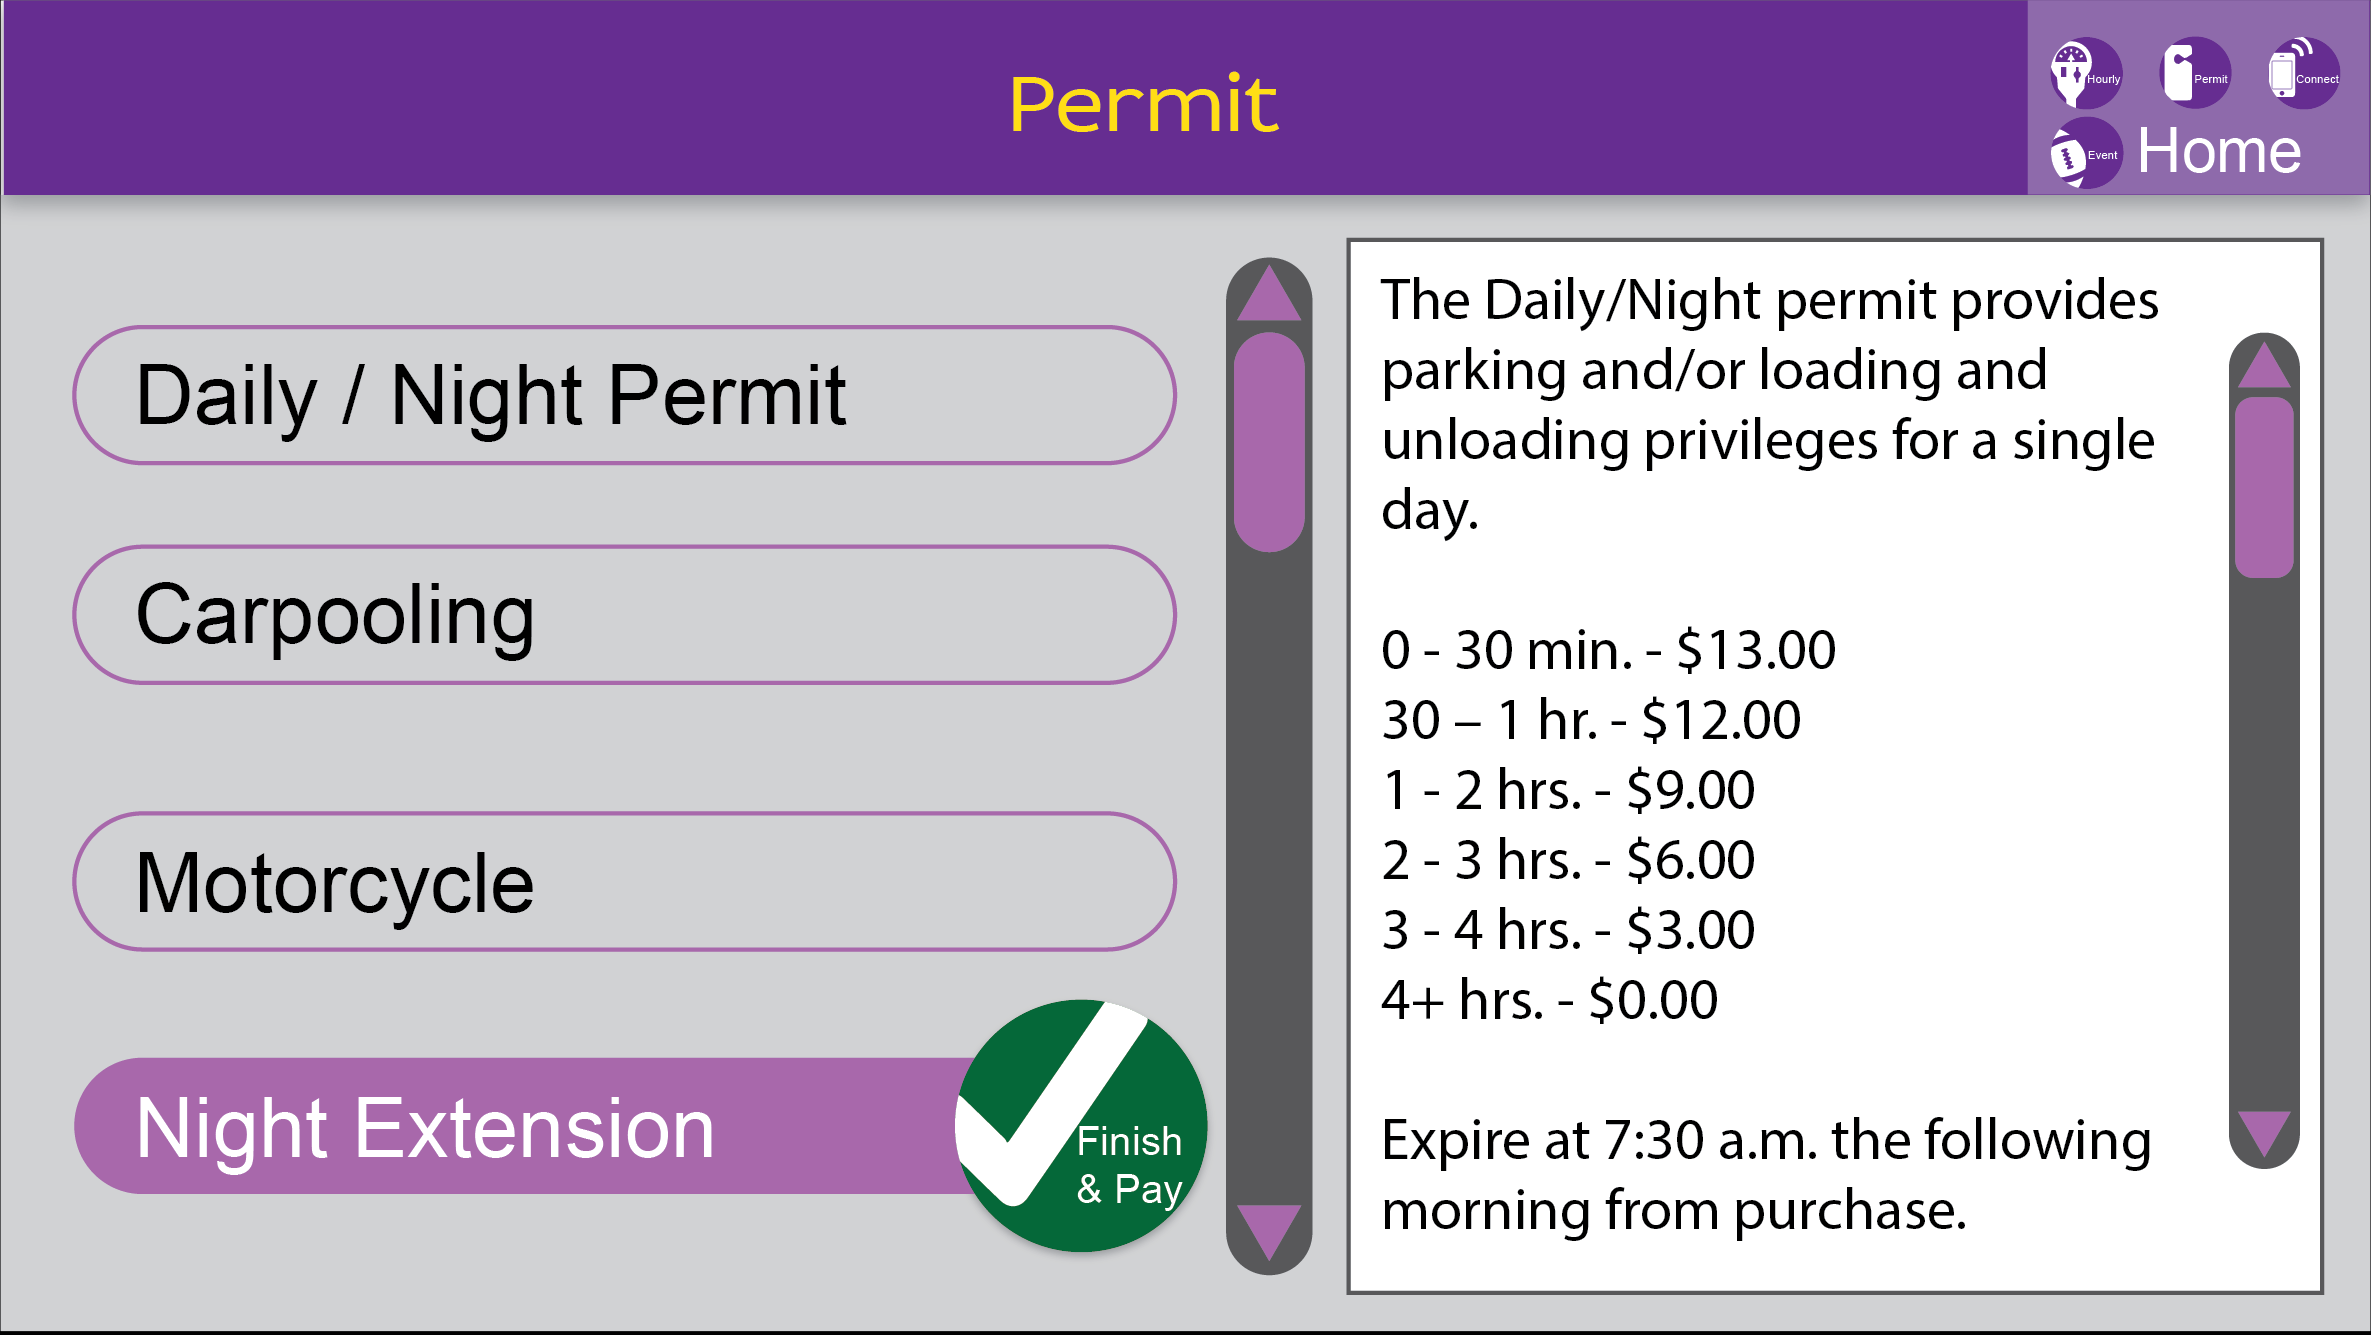 Permit
Hourly
Permit
Connect
Event
Home
Daily / Night Permit
Carpooling
Motorcycle
Night Extension
Finish
& Pay
The Daily/Night permit provides
parking and/or loading and
unloading privileges for a single
day.
0 - 30 min. - $13.00
30 – 1 hr. - $12.00
1 - 2 hrs. - $9.00
2 - 3 hrs. - $6.00
3 - 4 hrs. - $3.00
4+ hrs. - $0.00
Expire at 7:30 a.m. the following
morning from purchase.